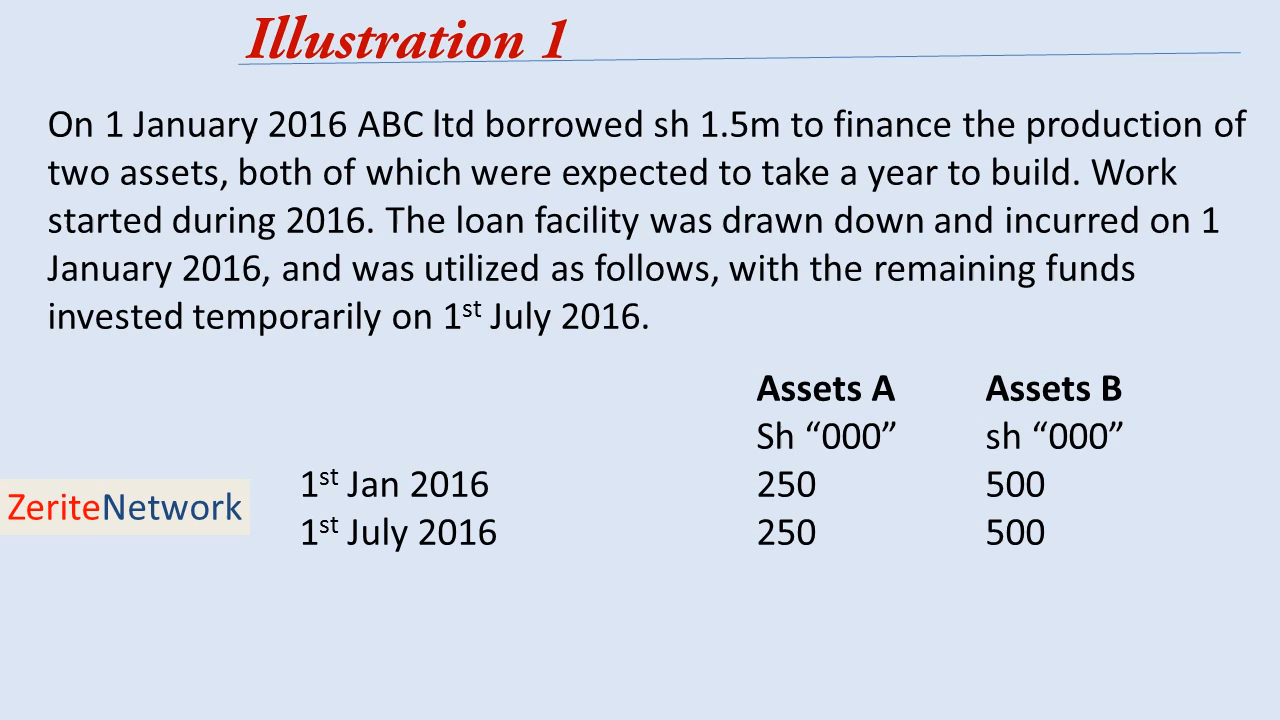 Illustration 1
On 1 January 2016 ABC ltd borrowed sh 1.5m to finance the production of
two assets, both of which were expected to take a year to build. Work
started during 2016. The loan facility was drawn down and incurred on 1
January 2016, and was utilized as follows, with the remaining funds
invested temporarily on 1st July 2016.
Assets A Assets B
Sh “000” sh “000”
1st Jan 2016 250 500
ZeriteNetwork
1st July 2016 250 500